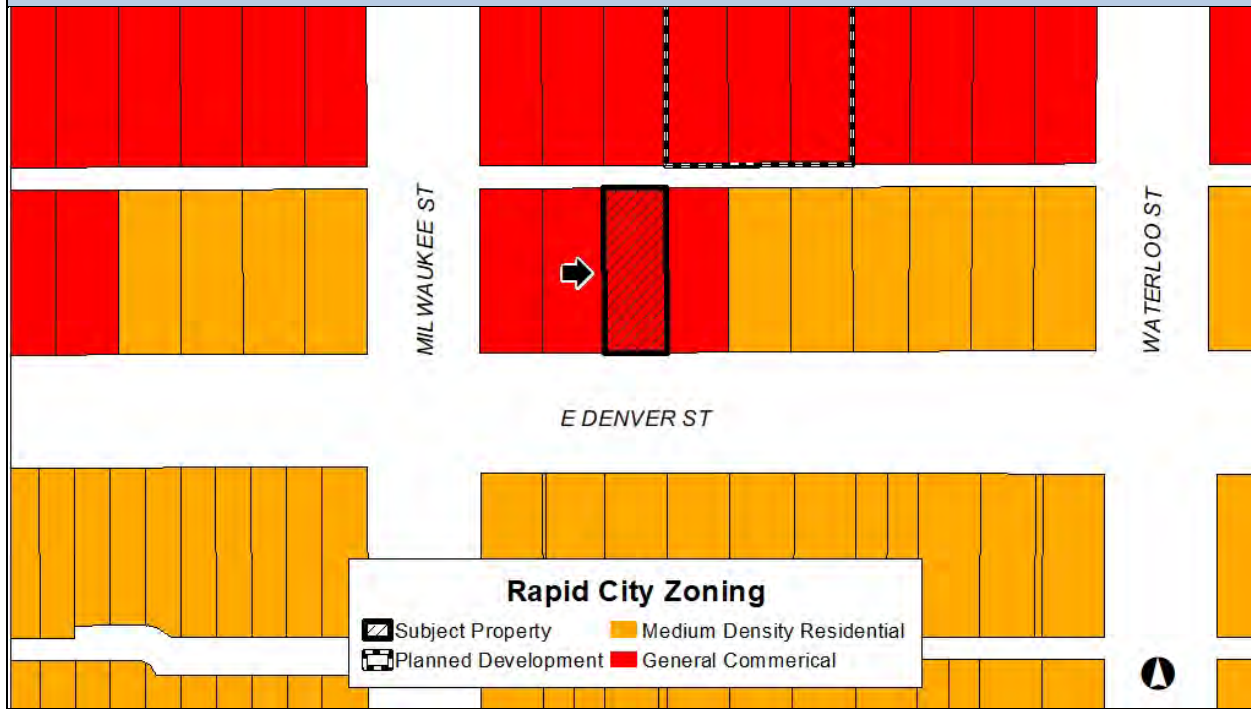 MILWAUKEE ST
WATERLOO ST
E DENVER ST
Rapid City Zoning
Subject Property
Medium Density Residential
Planned Development
General Commerical